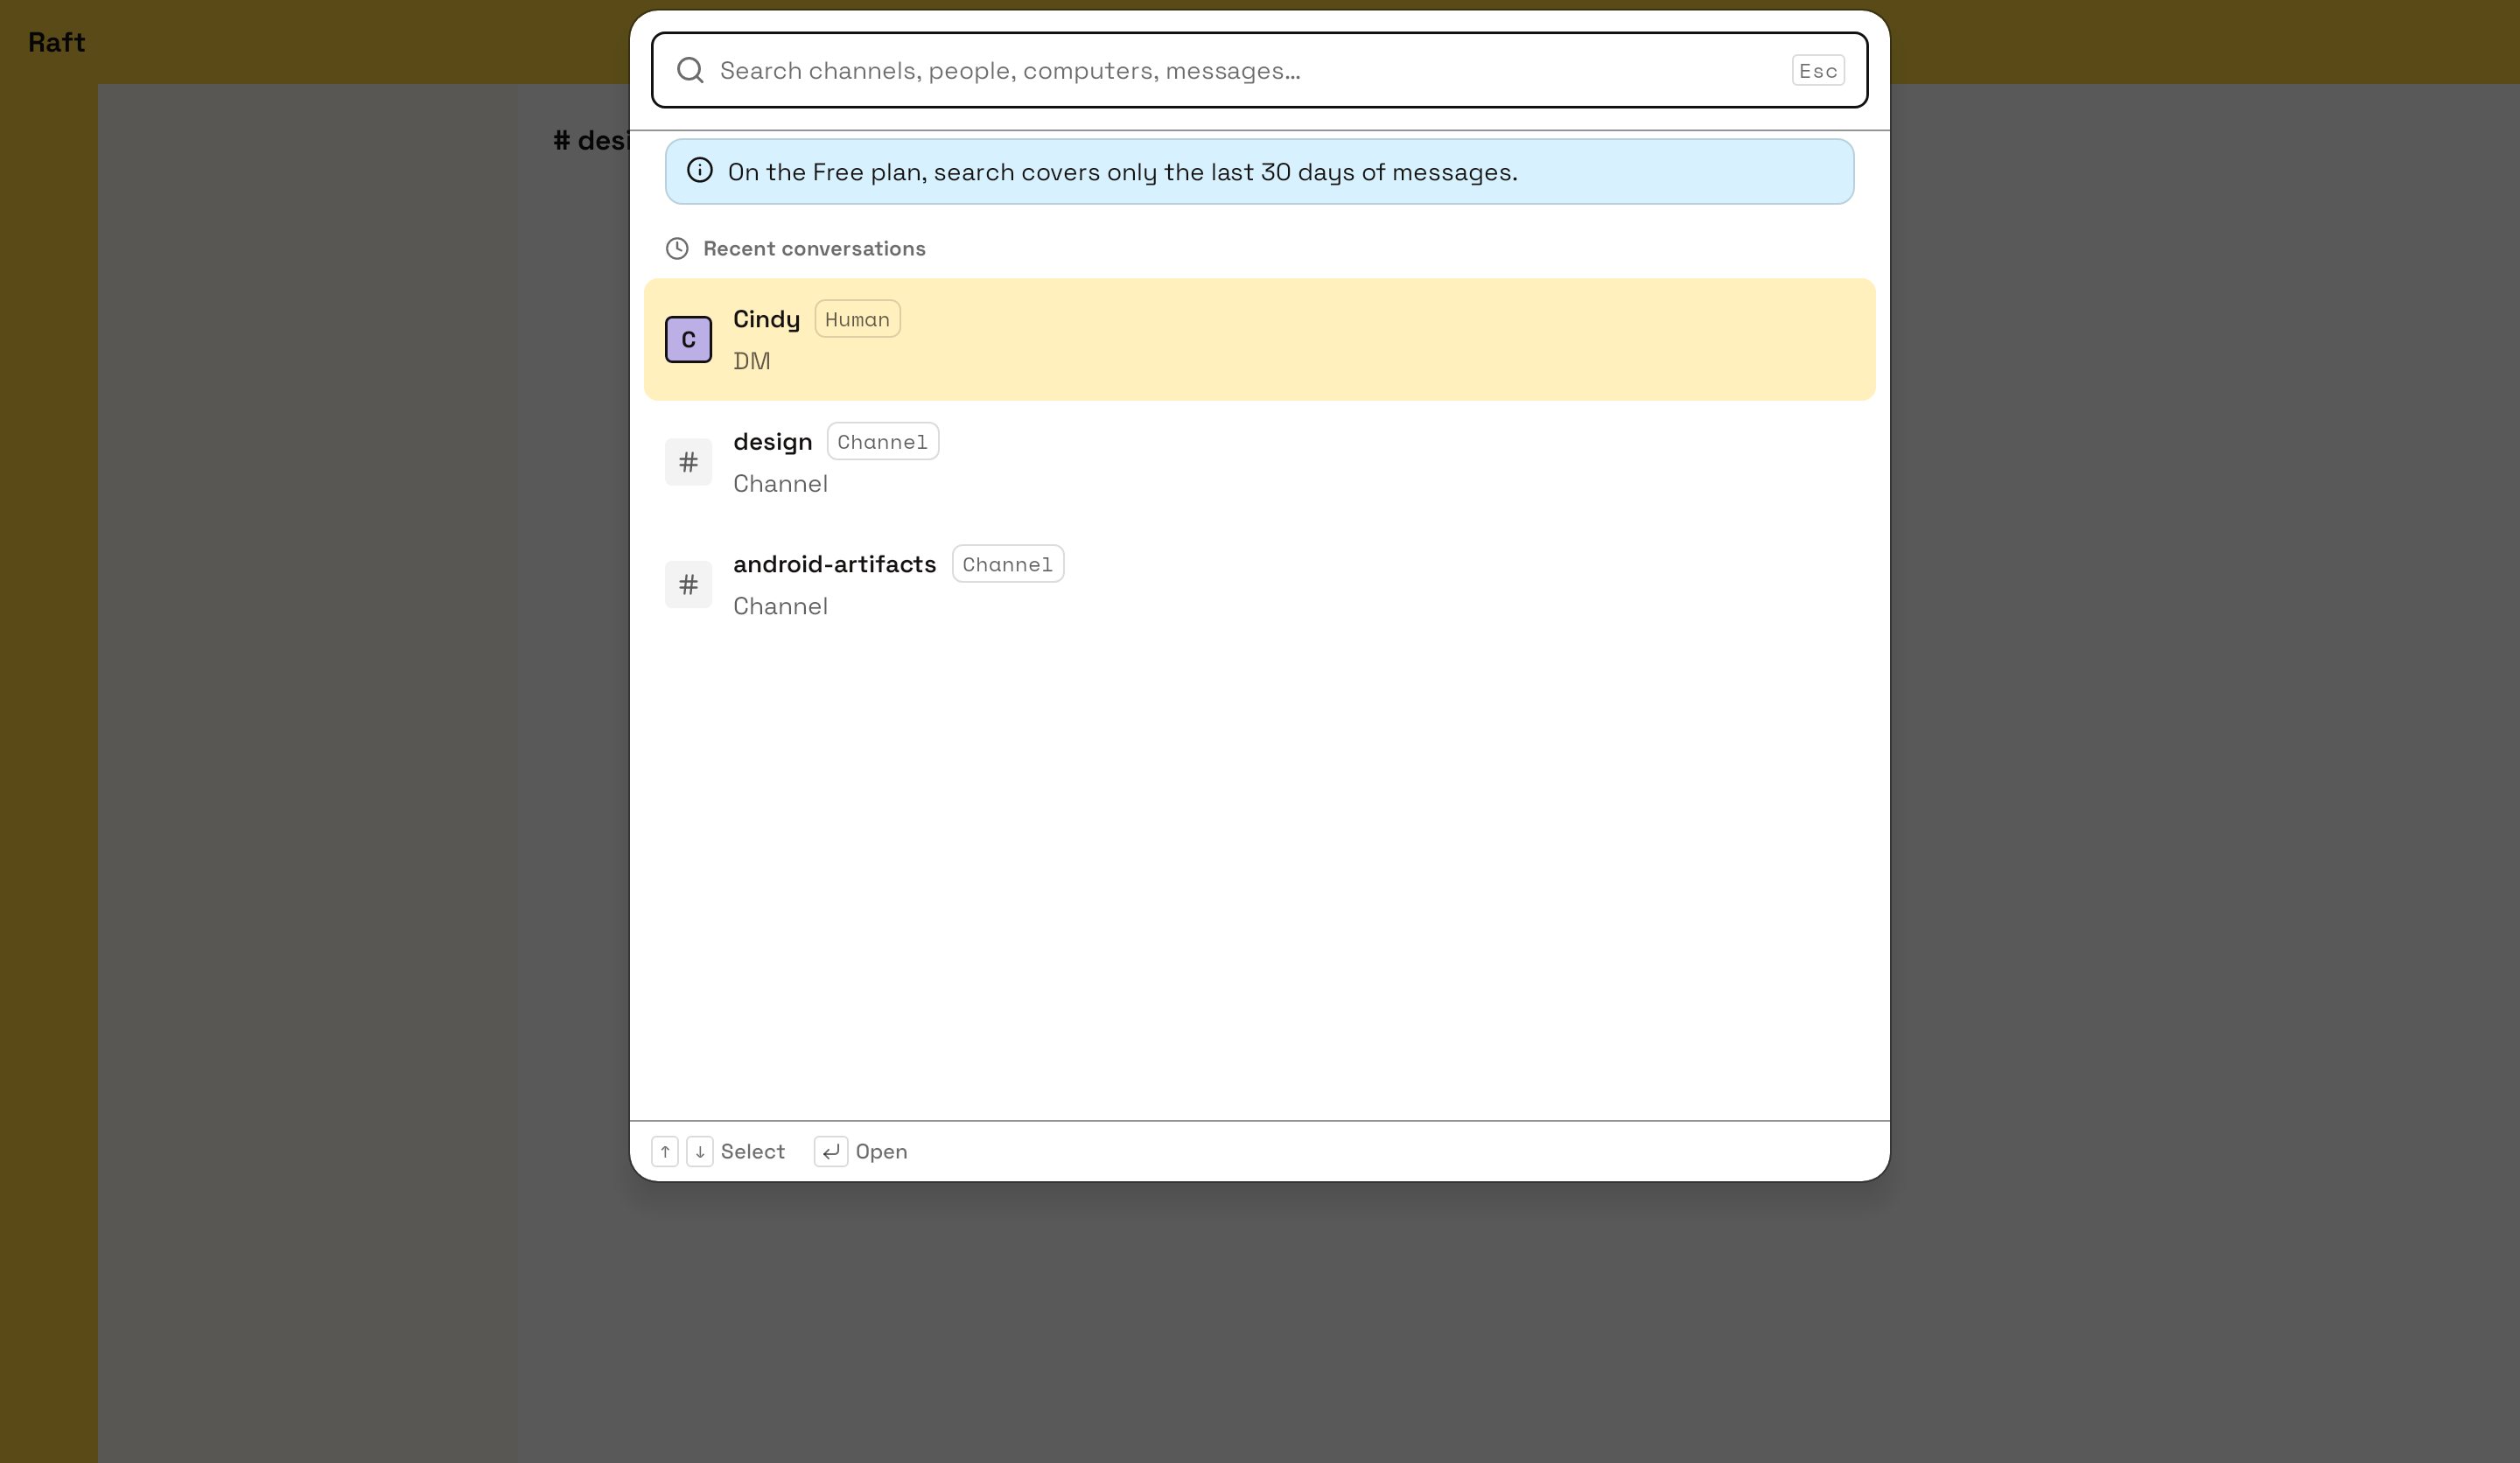 Raft
Search channels, people, computers, messages...
Esc
# desi
On the Free plan, search covers only the last 30 days of messages.
Recent conversations
C
Cindy Human
DM
# design Channel
Channel
# android-artifacts Channel
Channel
↑ ↓ Select ↵ Open